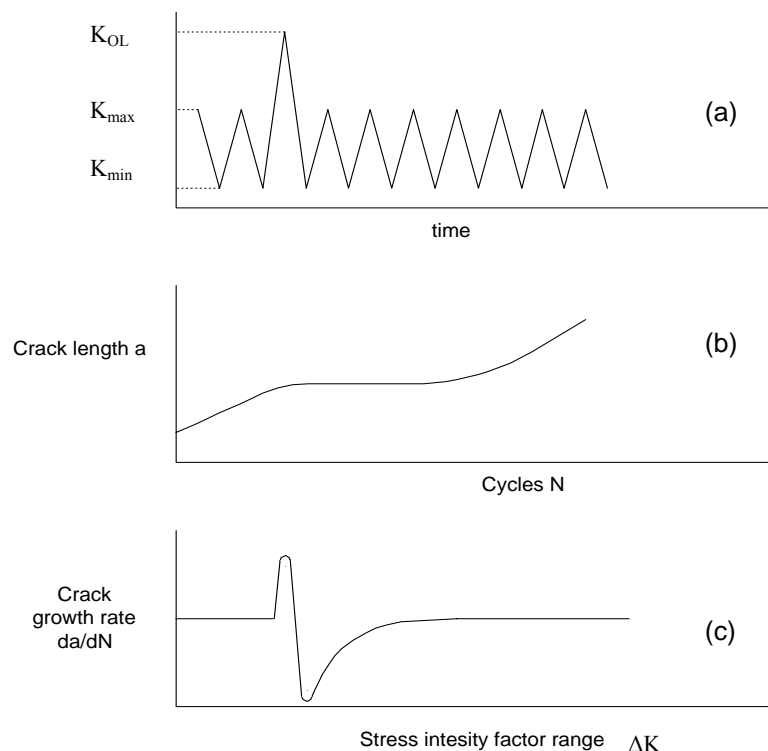 K_OL
K_max
K_min
(a)
time
Crack length a
(b)
Cycles N
Crack
growth rate
da/dN
(c)
Stress intesity factor range ΔK